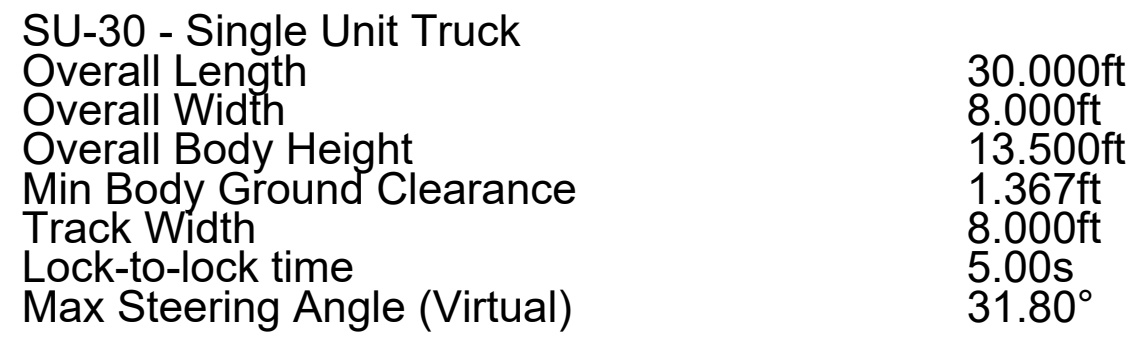 SU-30 - Single Unit Truck
Overall Length 30.000ft
Overall Width 8.000ft
Overall Body Height 13.500ft
Min Body Ground Clearance 1.367ft
Track Width 8.000ft
Lock-to-lock time 5.00s
Max Steering Angle (Virtual) 31.80°